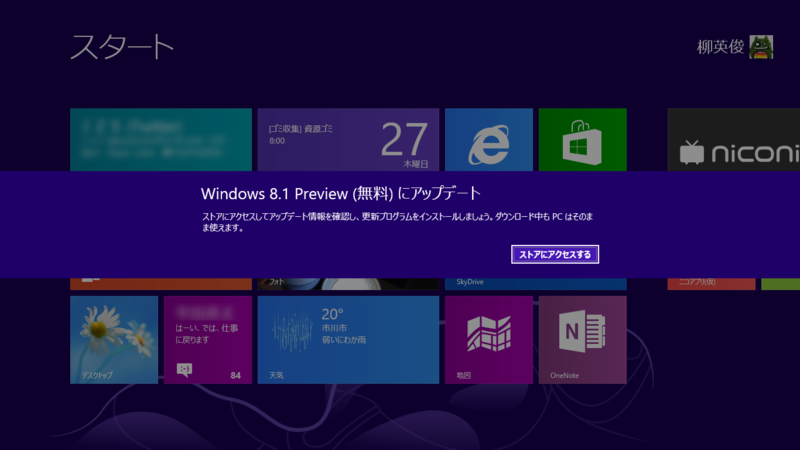 スタート
柳英俊
[ゴミ収集] 資源ゴミ
8:00
27
木曜日
niconi
Windows 8.1 Preview (無料) にアップデート
ストアにアクセスしてアップデート情報を確認し、更新プログラムをインストールしましょう。ダウンロード中も PC はそのま
ま使えます。
ストアにアクセスする
フォト
SkyDrive
ニコアプリ(仮)
デスクトップ
はーい、では、仕事
に戻ります
:-)
84
20°
市川市
弱いにわか雨
天気
地図
N
OneNote